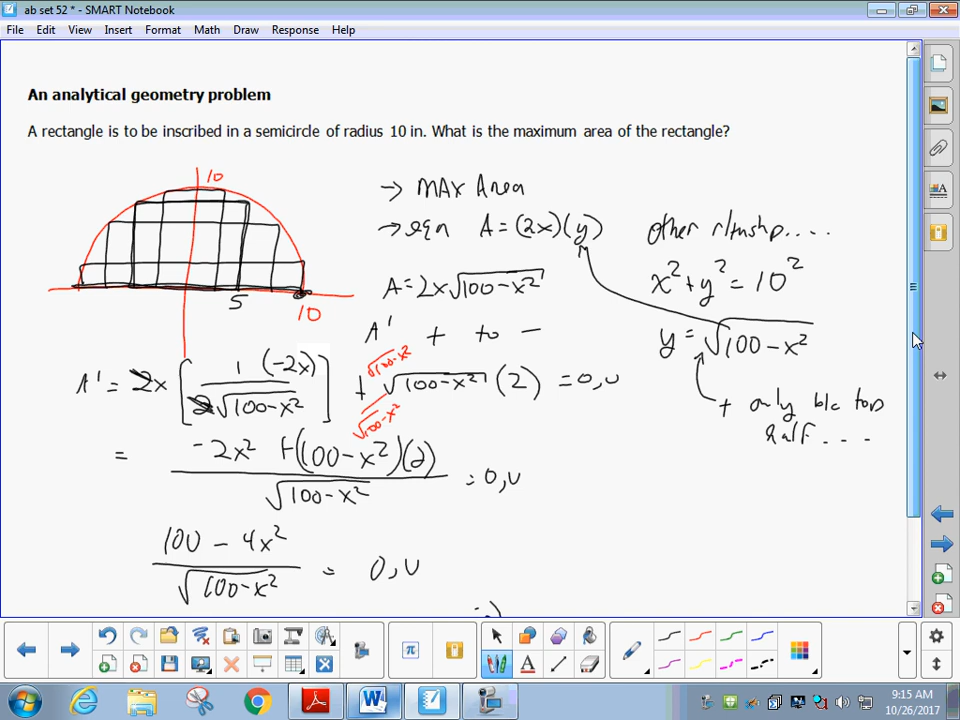 ab set 52 * - SMART Notebook
File Edit View Insert Format Math Draw Response Help
An analytical geometry problem
A rectangle is to be inscribed in a semicircle of radius 10 in. What is the maximum area of the rectangle?
10
5
10
→ MAX Area
→ eqn A = (2x)(y)
A = 2x√(100-x²)
A' + to −
other rltnshp....
x² + y² = 10²
y = √(100-x²)
+ only b/c top
half....
A' = 2x [ 1 (-2x) / 2√(100-x²) ] + √(100-x²) (2) = 0, U
√(100-x²)
√(100-x²)
= -2x² + (100-x²)(2) / √(100-x²) = 0, U
100 - 4x² / √(100-x²) = 0, U
π
A
9:15 AM
10/26/2017